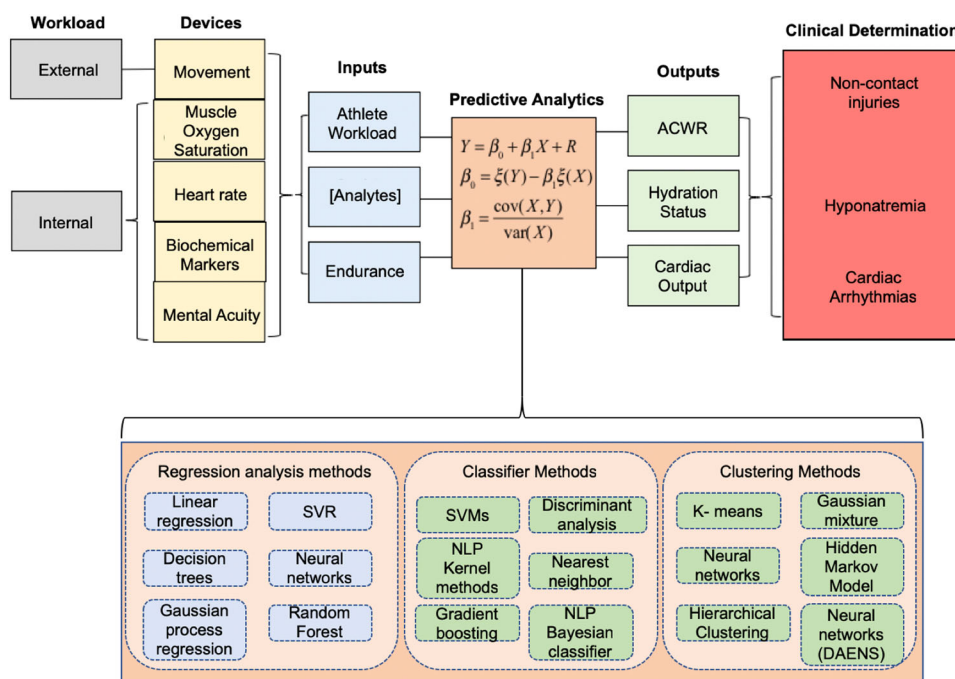 Workload
Devices
Inputs
Predictive Analytics
Outputs
Clinical Determination
External
Internal
Movement
Muscle
Oxygen
Saturation
Heart rate
Biochemical
Markers
Mental Acuity
Athlete
Workload
[Analytes]
Endurance
Y = β₀ + β₁X + R
β₀ = ξ(Y) − β₁ξ(X)
β₁ = cov(X,Y)
var(X)
ACWR
Hydration
Status
Cardiac
Output
Non-contact
injuries
Hyponatremia
Cardiac
Arrhythmias
Regression analysis methods
Linear
regression
SVR
Decision
trees
Neural
networks
Gaussian
process
regression
Random
Forest
Classifier Methods
SVMs
Discriminant
analysis
NLP
Kernel
methods
Nearest
neighbor
Gradient
boosting
NLP
Bayesian
classifier
Clustering Methods
K- means
Gaussian
mixture
Neural
networks
Hidden
Markov
Model
Hierarchical
Clustering
Neural
networks
(DAENS)